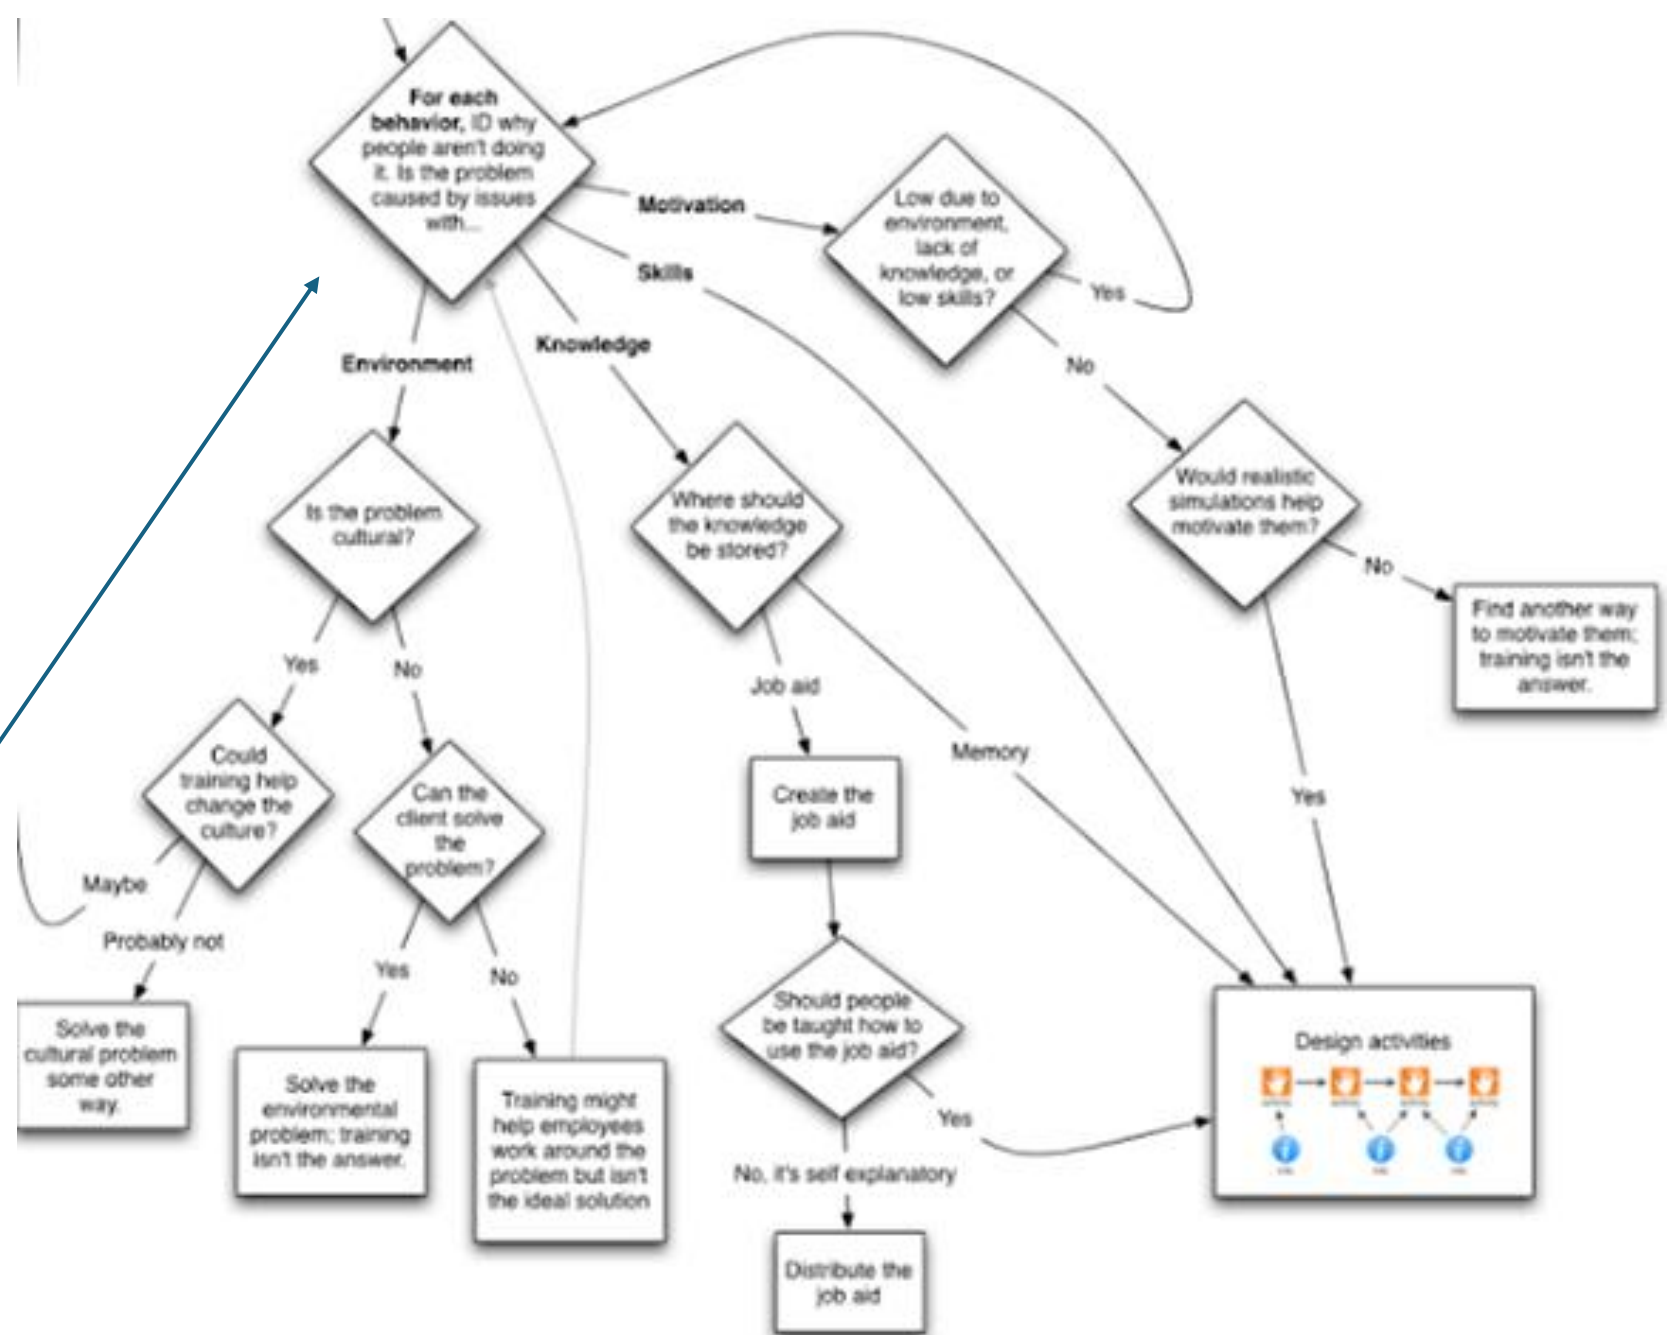 For each
behavior, ID why
people aren't doing
it. Is the problem
caused by issues
with...
Motivation
Skills
Knowledge
Environment
Low due to
environment,
lack of
knowledge, or
low skills?
Yes
No
Would realistic
simulations help
motivate them?
No
Find another way
to motivate them;
training isn't the
answer.
Yes
Is the problem
cultural?
Yes
No
Where should
the knowledge
be stored?
Job aid
Memory
Could
training help
change the
culture?
Maybe
Probably not
Can the
client solve
the
problem?
Yes
No
Create the
job aid
Solve the
cultural problem
some other
way.
Solve the
environmental
problem; training
isn't the answer.
Training might
help employees
work around the
problem but isn't
the ideal solution
Should people
be taught how to
use the job aid?
Yes
No, it's self explanatory
Distribute the
job aid
Design activities